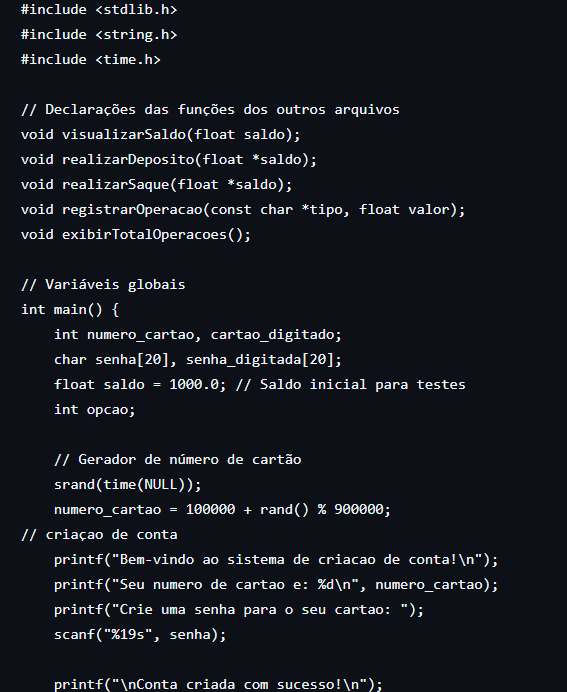 #include <stdlib.h>
#include <string.h>
#include <time.h>

// Declarações das funções dos outros arquivos
void visualizarSaldo(float saldo);
void realizarDeposito(float *saldo);
void realizarSaque(float *saldo);
void registrarOperacao(const char *tipo, float valor);
void exibirTotalOperacoes();

// Variáveis globais
int main() {
    int numero_cartao, cartao_digitado;
    char senha[20], senha_digitada[20];
    float saldo = 1000.0; // Saldo inicial para testes
    int opcao;

    // Gerador de número de cartão
    srand(time(NULL));
    numero_cartao = 100000 + rand() % 900000;
// criaçao de conta
    printf("Bem-vindo ao sistema de criacao de conta!\n");
    printf("Seu numero de cartao e: %d\n", numero_cartao);
    printf("Crie uma senha para o seu cartao: ");
    scanf("%19s", senha);

    printf("\nConta criada com sucesso!\n");